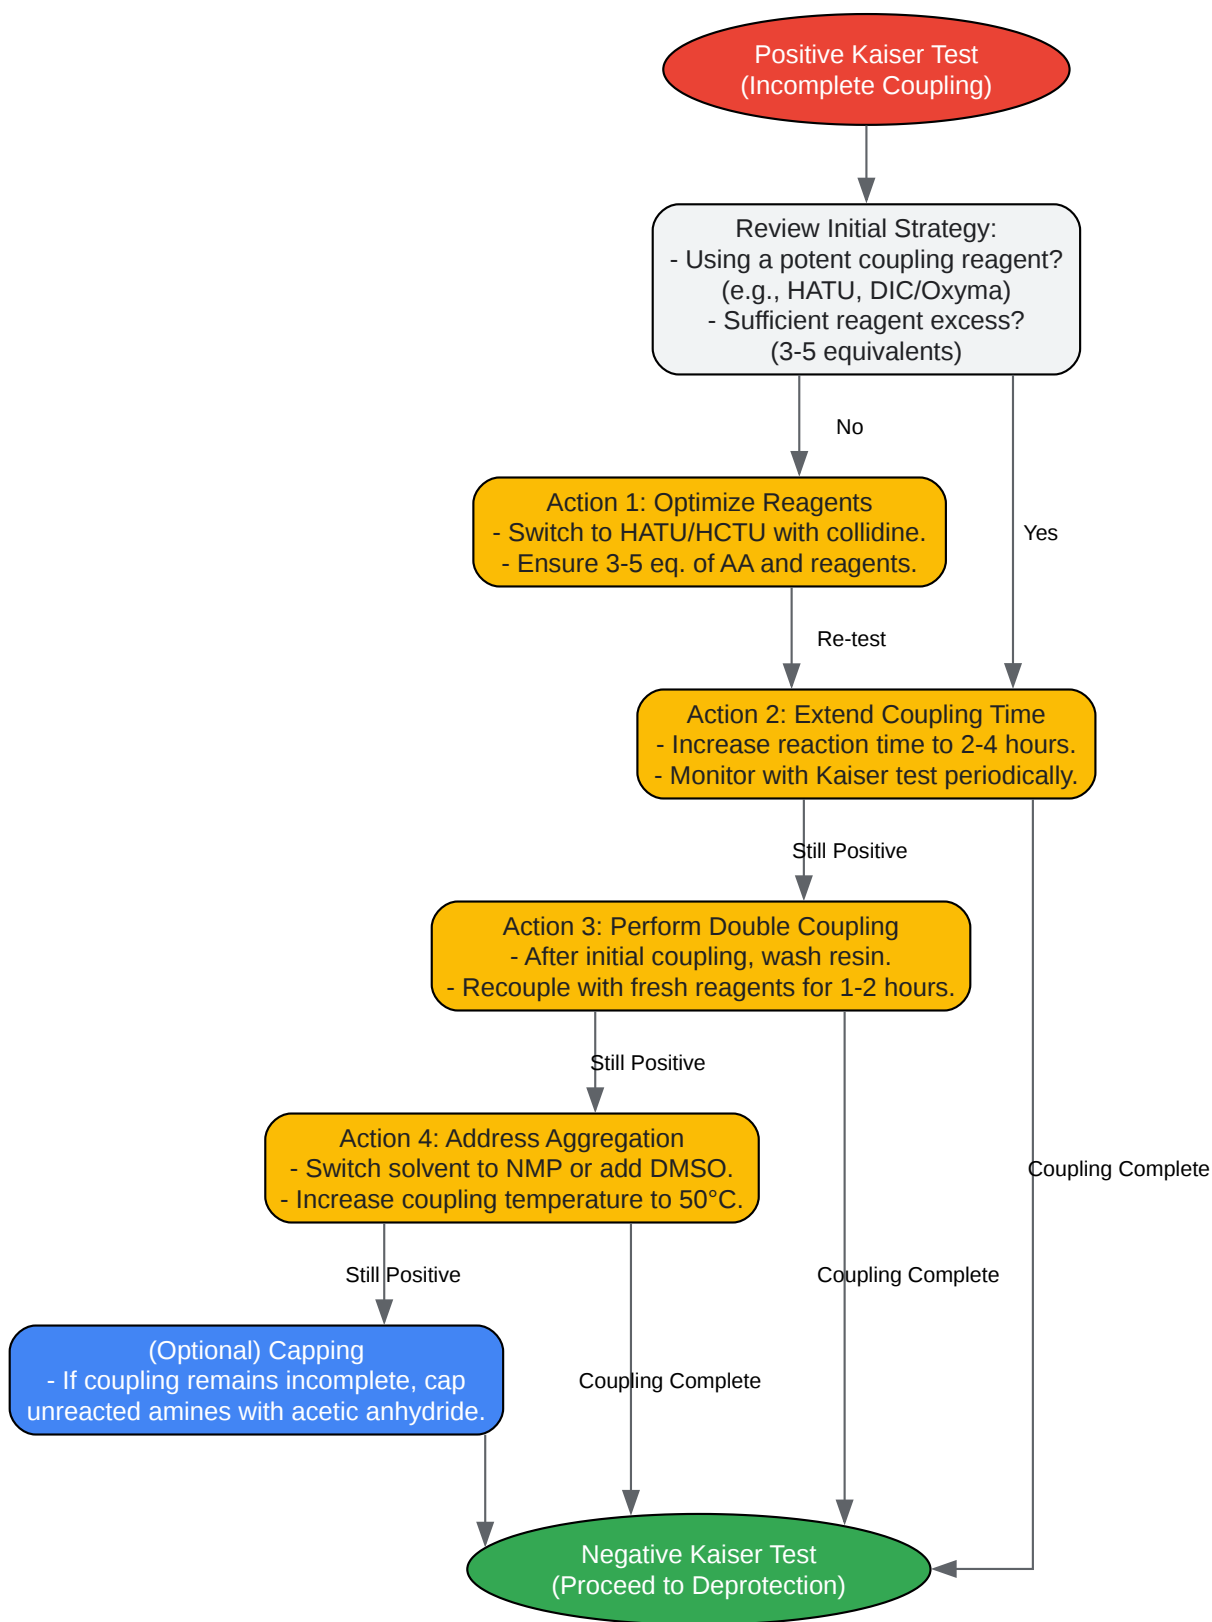 Positive Kaiser Test
(Incomplete Coupling)
Review Initial Strategy:
- Using a potent coupling reagent?
(e.g., HATU, DIC/Oxyma)
- Sufficient reagent excess?
(3-5 equivalents)
No
Action 1: Optimize Reagents
- Switch to HATU/HCTU with collidine.
- Ensure 3-5 eq. of AA and reagents.
Yes
Re-test
Action 2: Extend Coupling Time
- Increase reaction time to 2-4 hours.
- Monitor with Kaiser test periodically.
Still Positive
Action 3: Perform Double Coupling
- After initial coupling, wash resin.
- Recouple with fresh reagents for 1-2 hours.
Still Positive
Action 4: Address Aggregation
- Switch solvent to NMP or add DMSO.
- Increase coupling temperature to 50°C.
Coupling Complete
Still Positive
Coupling Complete
(Optional) Capping
- If coupling remains incomplete, cap
unreacted amines with acetic anhydride.
Coupling Complete
Negative Kaiser Test
(Proceed to Deprotection)